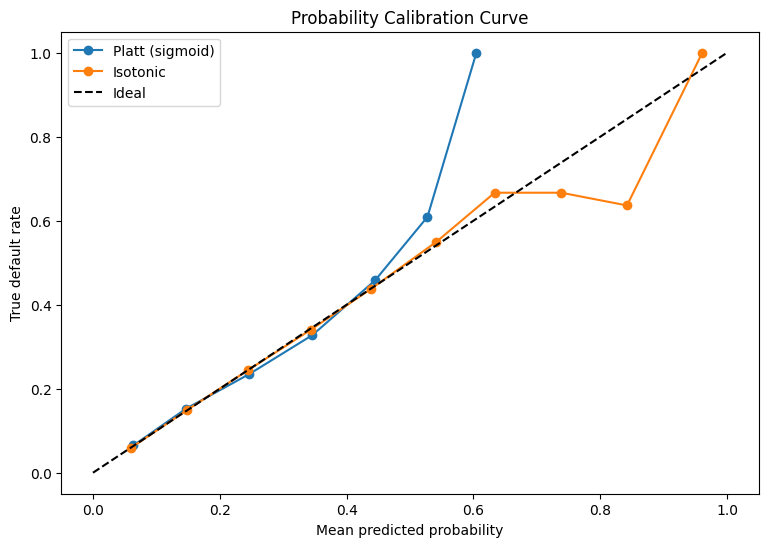 Probability Calibration Curve
Platt (sigmoid)
Isotonic
Ideal
True default rate
1.0
0.8
0.6
0.4
0.2
0.0
0.0 0.2 0.4 0.6 0.8 1.0
Mean predicted probability